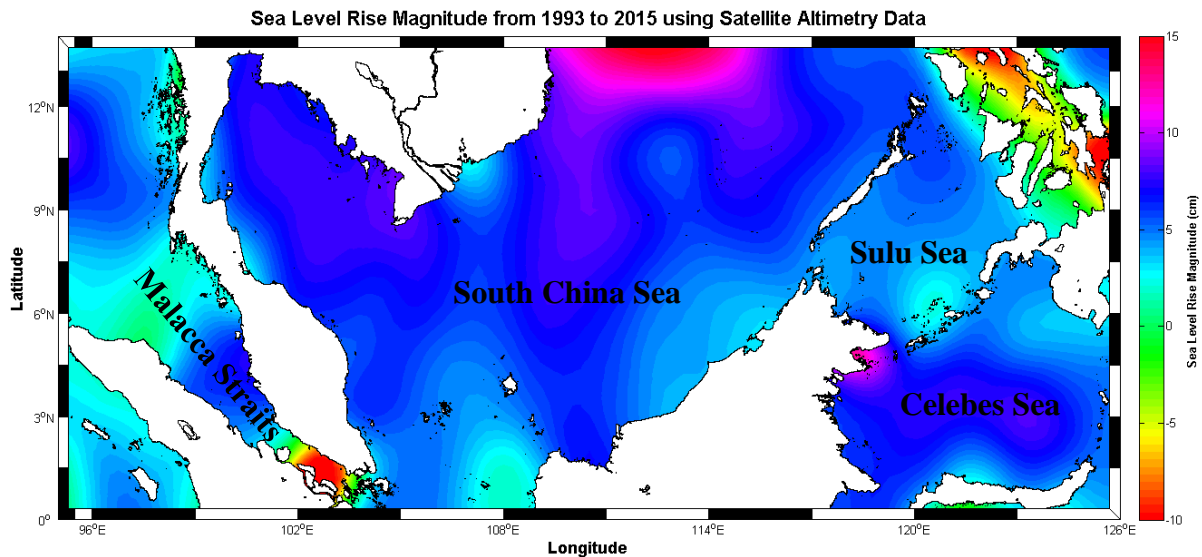 Sea Level Rise Magnitude from 1993 to 2015 using Satellite Altimetry Data
Latitude
12°N
9°N
6°N
3°N
0°
96°E
102°E
108°E
114°E
120°E
126°E
Longitude
Malacca Straits
South China Sea
Sulu Sea
Celebes Sea
15
10
5
0
-5
-10
Sea Level Rise Magnitude (cm)